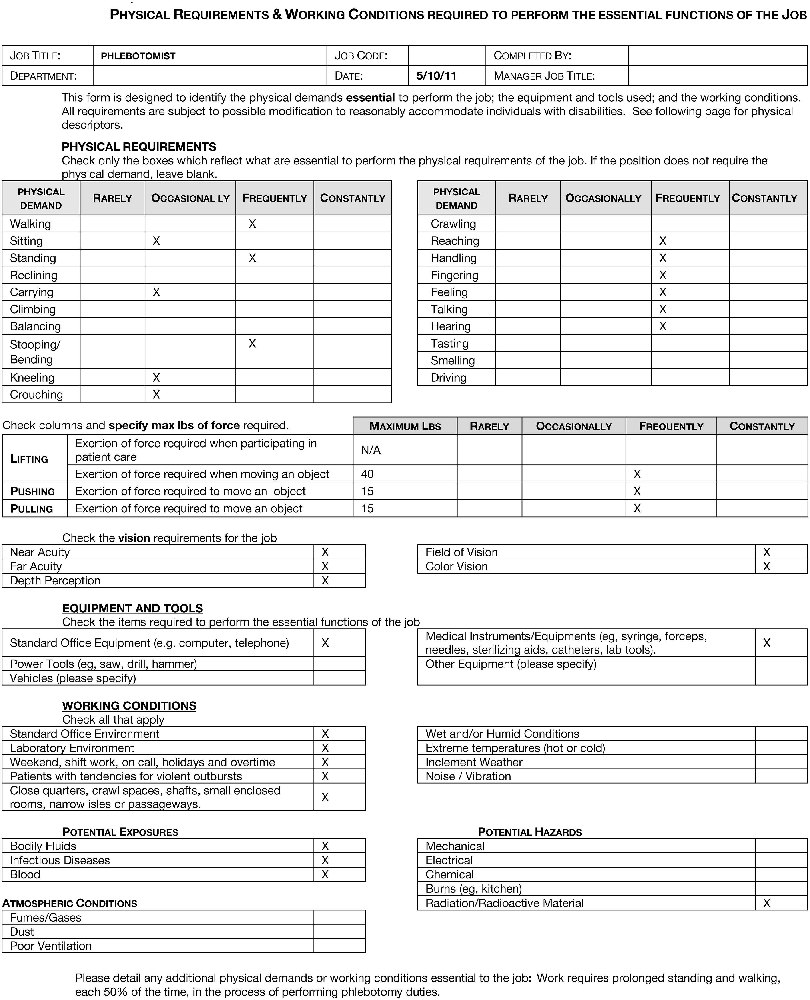 PHYSICAL REQUIREMENTS & WORKING CONDITIONS REQUIRED TO PERFORM THE ESSENTIAL FUNCTIONS OF THE JOB
JOB TITLE: PHLEBOTOMIST JOB CODE: COMPLETED BY:
DEPARTMENT: DATE: 5/10/11 MANAGER JOB TITLE:
This form is designed to identify the physical demands essential to perform the job; the equipment and tools used; and the working conditions.
All requirements are subject to possible modification to reasonably accommodate individuals with disabilities. See following page for physical
descriptors.
PHYSICAL REQUIREMENTS
Check only the boxes which reflect what are essential to perform the physical requirements of the job. If the position does not require the
physical demand, leave blank.
PHYSICAL DEMAND RARELY OCCASIONAL LY FREQUENTLY CONSTANTLY
Walking X
Sitting X
Standing X
Reclining
Carrying X
Climbing
Balancing
Stooping/ X
Bending
Kneeling X
Crouching X
PHYSICAL DEMAND RARELY OCCASIONALLY FREQUENTLY CONSTANTLY
Crawling
Reaching X
Handling X
Fingering X
Feeling X
Talking X
Hearing X
Tasting
Smelling
Driving
Check columns and specify max lbs of force required. MAXIMUM LBS RARELY OCCASIONALLY FREQUENTLY CONSTANTLY
LIFTING Exertion of force required when participating in
patient care N/A
Exertion of force required when moving an object 40 X
PUSHING Exertion of force required to move an object 15 X
PULLING Exertion of force required to move an object 15 X
Check the vision requirements for the job
Near Acuity X
Far Acuity X
Depth Perception X
Field of Vision X
Color Vision X
EQUIPMENT AND TOOLS
Check the items required to perform the essential functions of the job
Standard Office Equipment (e.g. computer, telephone) X
Power Tools (eg, saw, drill, hammer)
Vehicles (please specify)
Medical Instruments/Equipments (eg, syringe, forceps,
needles, sterilizing aids, catheters, lab tools). X
Other Equipment (please specify)
WORKING CONDITIONS
Check all that apply
Standard Office Environment X
Laboratory Environment X
Weekend, shift work, on call, holidays and overtime X
Patients with tendencies for violent outbursts X
Close quarters, crawl spaces, shafts, small enclosed
rooms, narrow isles or passageways. X
Wet and/or Humid Conditions
Extreme temperatures (hot or cold)
Inclement Weather
Noise / Vibration
POTENTIAL EXPOSURES
Bodily Fluids X
Infectious Diseases X
Blood X
ATMOSPHERIC CONDITIONS
Fumes/Gases
Dust
Poor Ventilation
POTENTIAL HAZARDS
Mechanical
Electrical
Chemical
Burns (eg, kitchen)
Radiation/Radioactive Material X
Please detail any additional physical demands or working conditions essential to the job: Work requires prolonged standing and walking,
each 50% of the time, in the process of performing phlebotomy duties.